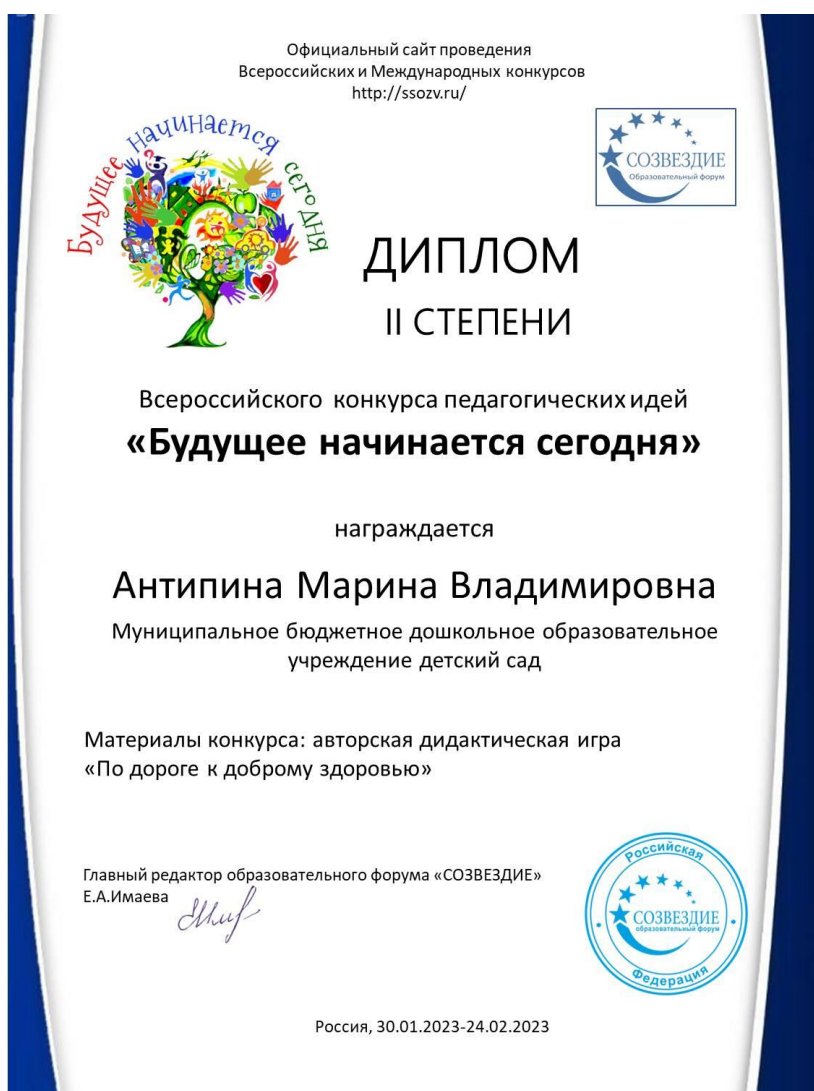 Официальный сайт проведения
Всероссийских и Международных конкурсов
http://ssozv.ru/
Будущее начинается сегодня
СОЗВЕЗДИЕ
Образовательный форум
ДИПЛОМ
II СТЕПЕНИ
Всероссийского конкурса педагогических идей
«Будущее начинается сегодня»
награждается
Антипина Марина Владимировна
Муниципальное бюджетное дошкольное образовательное
учреждение детский сад
Материалы конкурса: авторская дидактическая игра
«По дороге к доброму здоровью»
Главный редактор образовательного форума «СОЗВЕЗДИЕ»
Е.А.Имаева
Российская
СОЗВЕЗДИЕ
образовательный форум
Федерация
Россия, 30.01.2023-24.02.2023